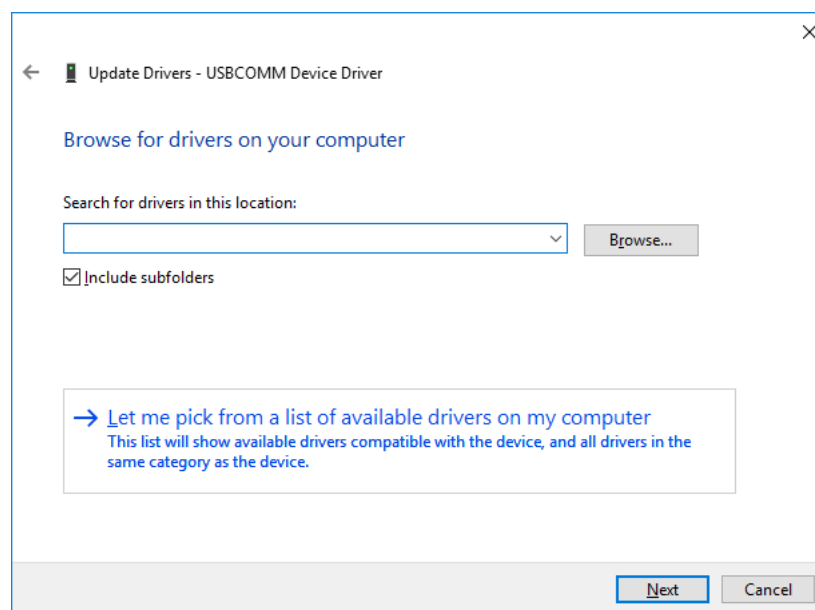 Update Drivers - USBCOMM Device Driver
Browse for drivers on your computer
Search for drivers in this location:
Browse...
Include subfolders
Let me pick from a list of available drivers on my computer
This list will show available drivers compatible with the device, and all drivers in the
same category as the device.
Next
Cancel